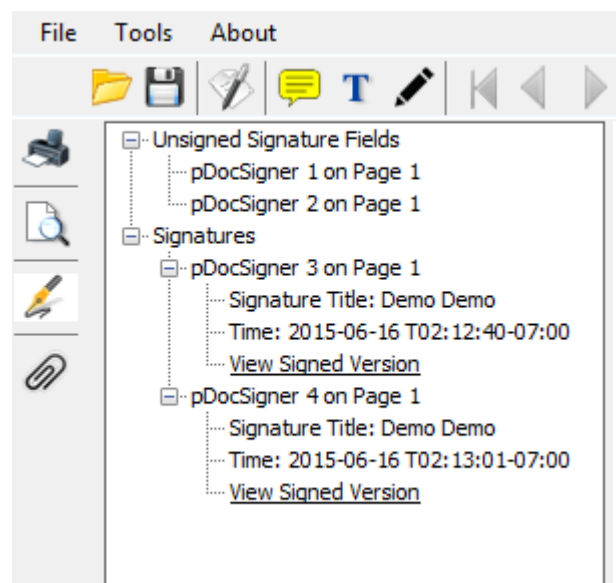 File Tools About
T
Unsigned Signature Fields
pDocSigner 1 on Page 1
pDocSigner 2 on Page 1
Signatures
pDocSigner 3 on Page 1
Signature Title: Demo Demo
Time: 2015-06-16 T02:12:40-07:00
View Signed Version
pDocSigner 4 on Page 1
Signature Title: Demo Demo
Time: 2015-06-16 T02:13:01-07:00
View Signed Version